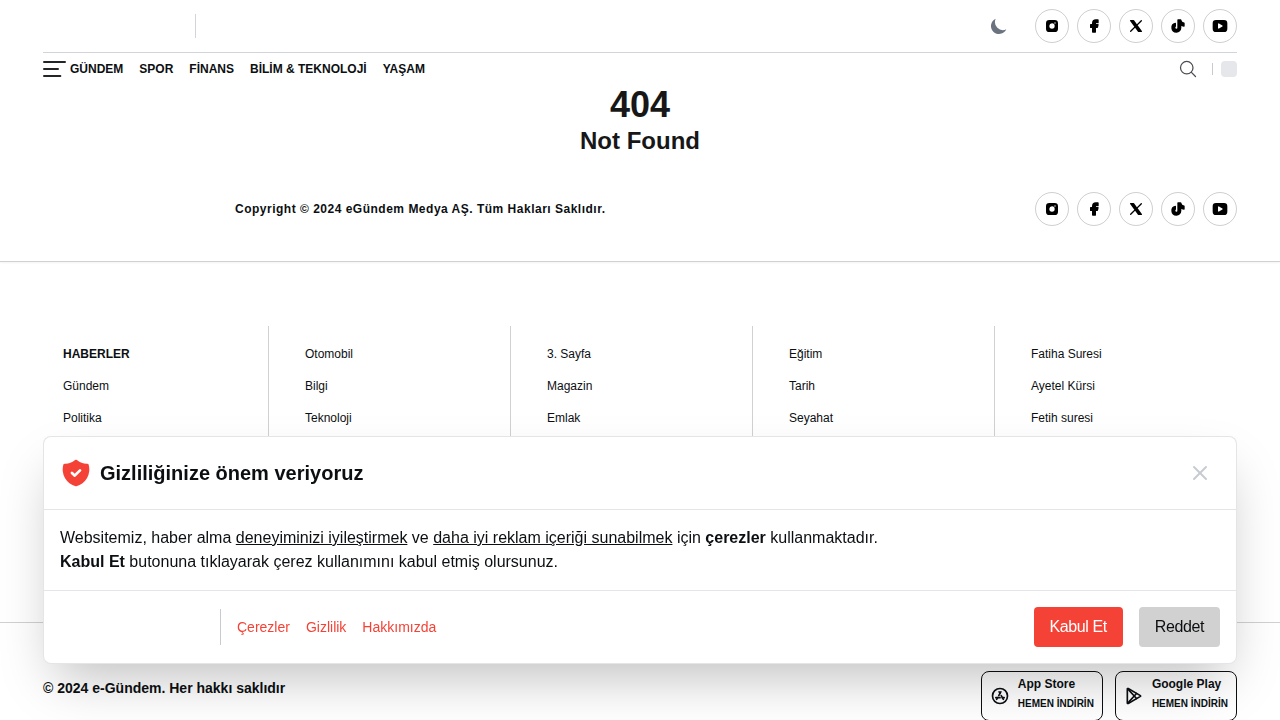 GÜNDEM SPOR FİNANS BİLİM & TEKNOLOJİ YAŞAM
404
Not Found
Copyright © 2024 eGündem Medya AŞ. Tüm Hakları Saklıdır.
HABERLER
Gündem
Politika
Otomobil
Bilgi
Teknoloji
3. Sayfa
Magazin
Emlak
Eğitim
Tarih
Seyahat
Fatiha Suresi
Ayetel Kürsi
Fetih suresi
Gizliliğinize önem veriyoruz
Websitemiz, haber alma deneyiminizi iyileştirmek ve daha iyi reklam içeriği sunabilmek için çerezler kullanmaktadır.
Kabul Et butonuna tıklayarak çerez kullanımını kabul etmiş olursunuz.
Çerezler Gizlilik Hakkımızda
Kabul Et
Reddet
© 2024 e-Gündem. Her hakkı saklıdır
App Store
HEMEN İNDİRİN
Google Play
HEMEN İNDİRİN